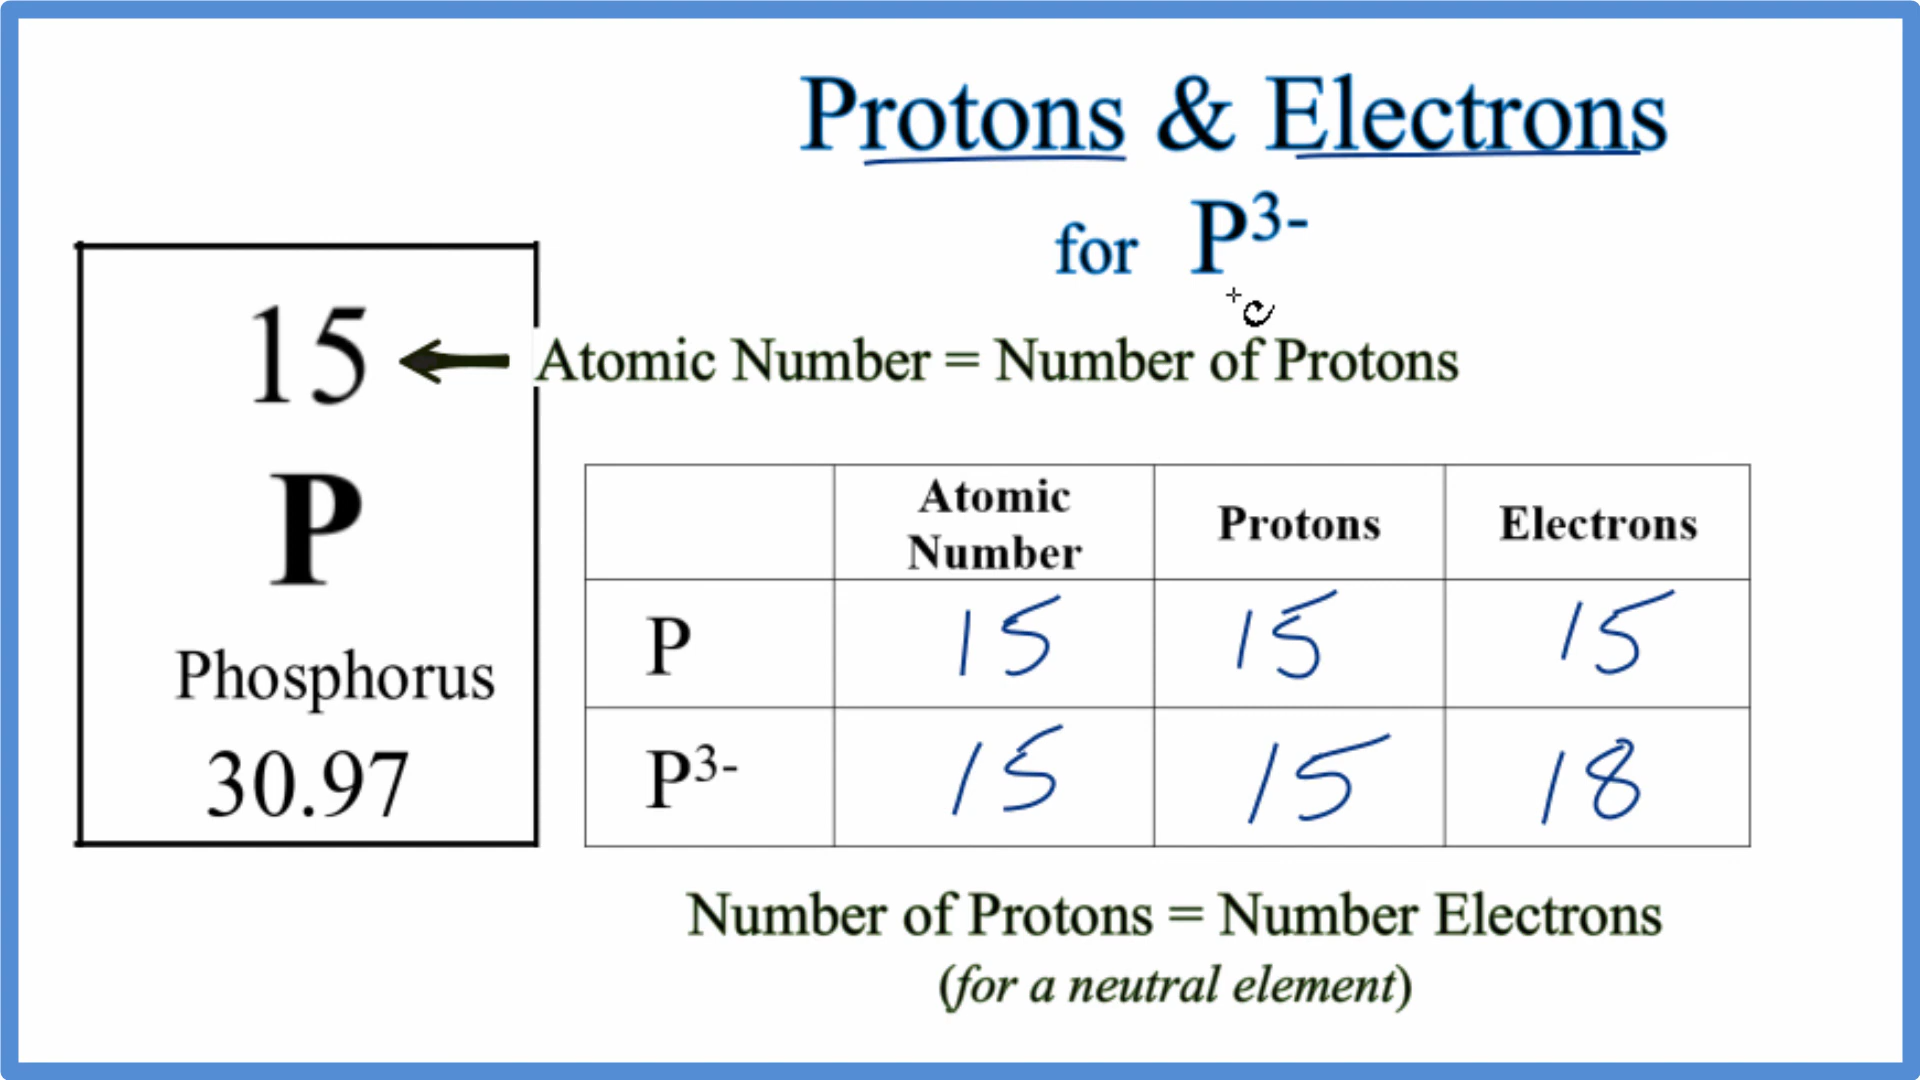 Protons & Electrons
for P3-
15
Atomic Number = Number of Protons
P
Phosphorus
30.97
Atomic Number Protons Electrons
P 15 15 15
P3- 15 15 18
Number of Protons = Number Electrons
(for a neutral element)